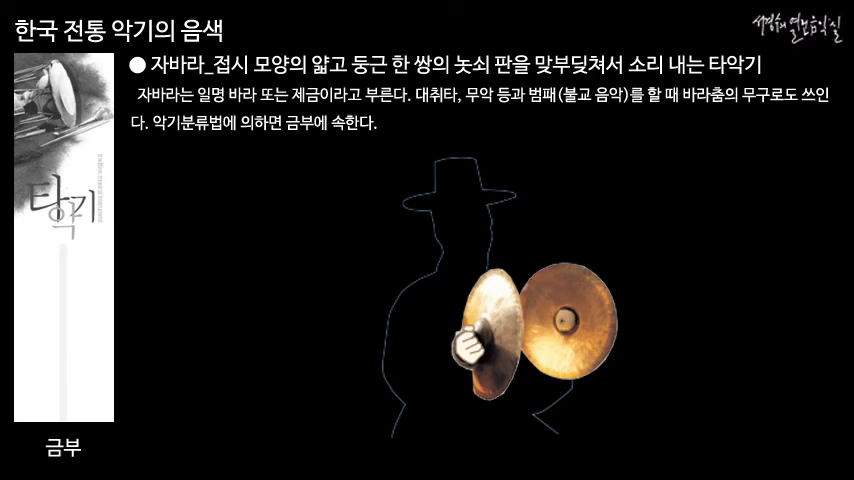 한국 전통 악기의 음색
● 자바라_접시 모양의 얇고 둥근 한 쌍의 놋쇠 판을 맞부딪쳐서 소리 내는 타악기
자바라는 일명 바라 또는 제금이라고 부른다. 대취타, 무악 등과 범패(불교 음악)를 할 때 바라춤의 무구로도 쓰인
다. 악기분류법에 의하면 금부에 속한다.
타악기
금부